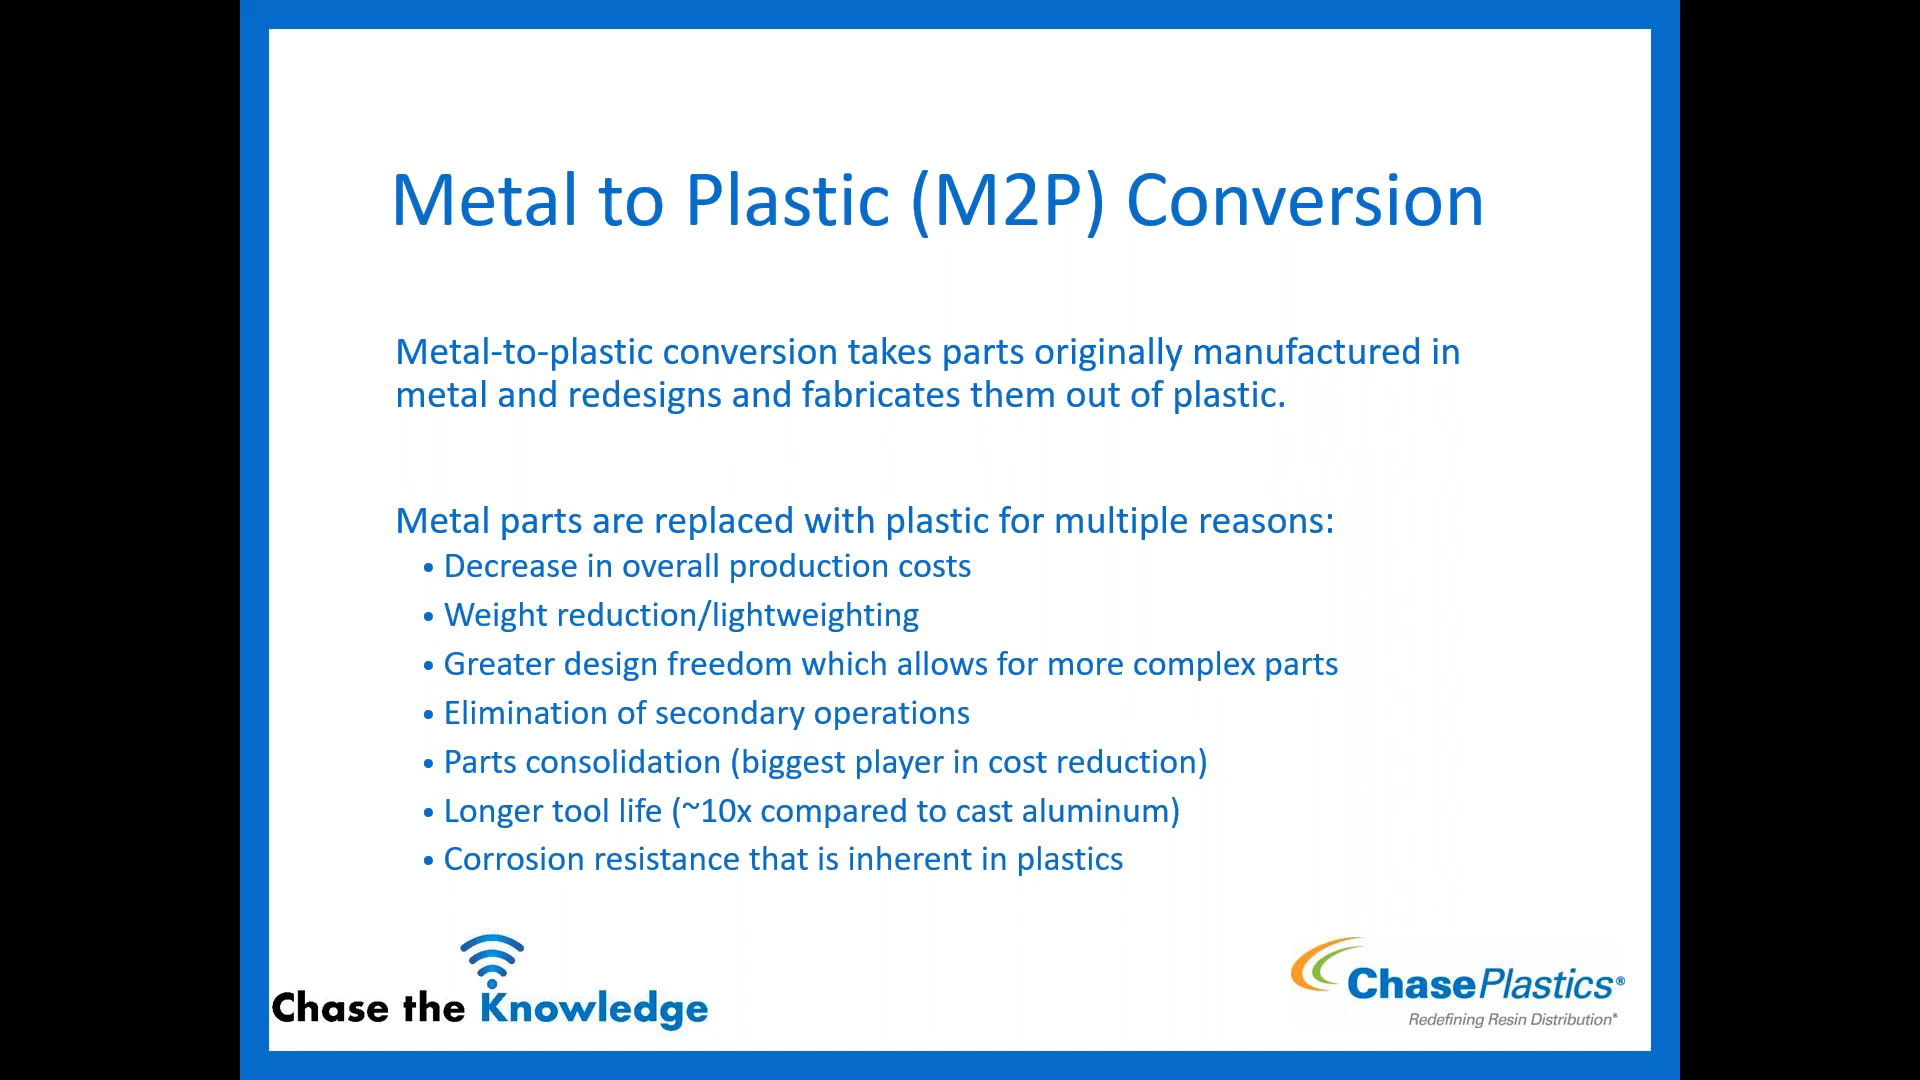 Metal to Plastic (M2P) Conversion
Metal-to-plastic conversion takes parts originally manufactured in
metal and redesigns and fabricates them out of plastic.
Metal parts are replaced with plastic for multiple reasons:
• Decrease in overall production costs
• Weight reduction/lightweighting
• Greater design freedom which allows for more complex parts
• Elimination of secondary operations
• Parts consolidation (biggest player in cost reduction)
• Longer tool life (~10x compared to cast aluminum)
• Corrosion resistance that is inherent in plastics
Chase the Knowledge
ChasePlastics®
Redefining Resin Distribution®